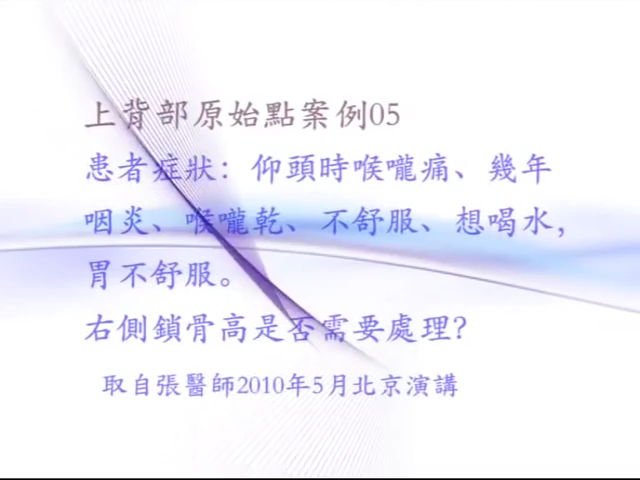 上背部原始點案例05
患者症狀：仰頭時喉嚨痛、幾年
咽炎、喉嚨乾、不舒服、想喝水，
胃不舒服。
右側鎖骨高是否需要處理?
取自張醫師2010年5月北京演講